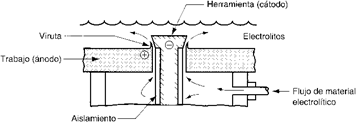 Herramienta (cátodo)
Viruta
Electrolitos
Trabajo (ánodo)
Flujo de material
electrolítico
Aislamiento